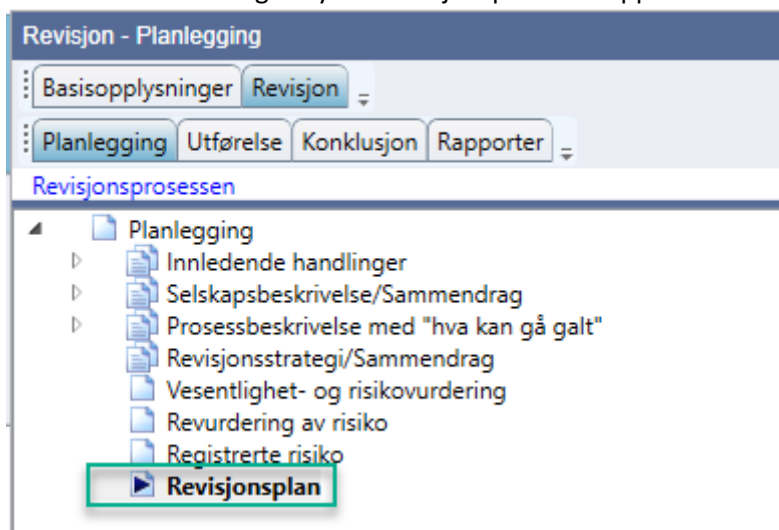 Revisjon - Planlegging
Basisopplysninger Revisjon
Planlegging Utførelse Konklusjon Rapporter
Revisjonsprosessen
Planlegging
Innledende handlinger
Selskapsbeskrivelse/Sammendrag
Prosessbeskrivelse med "hva kan gå galt"
Revisjonsstrategi/Sammendrag
Vesentlighet- og risikovurdering
Revurdering av risiko
Registrerte risiko
Revisjonsplan